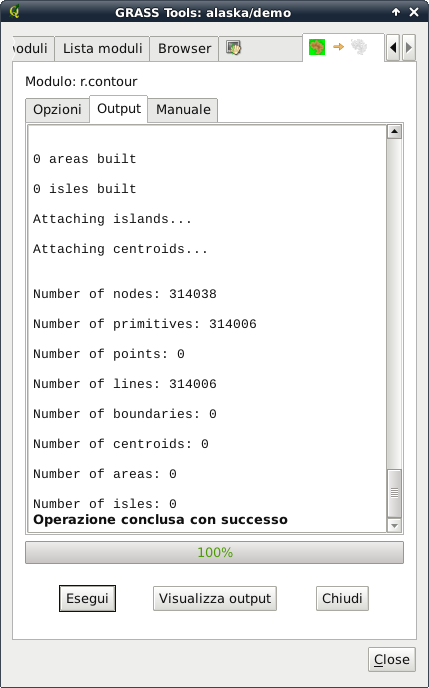 GRASS Tools: alaska/demo
oduli
Lista moduli
Browser
Modulo: r.contour
Opzioni
Output
Manuale
0 areas built
0 isles built
Attaching islands...
Attaching centroids...
Number of nodes: 314038
Number of primitives: 314006
Number of points: 0
Number of lines: 314006
Number of boundaries: 0
Number of centroids: 0
Number of areas: 0
Number of isles: 0
Operazione conclusa con successo
100%
Esegui
Visualizza output
Chiudi
Close